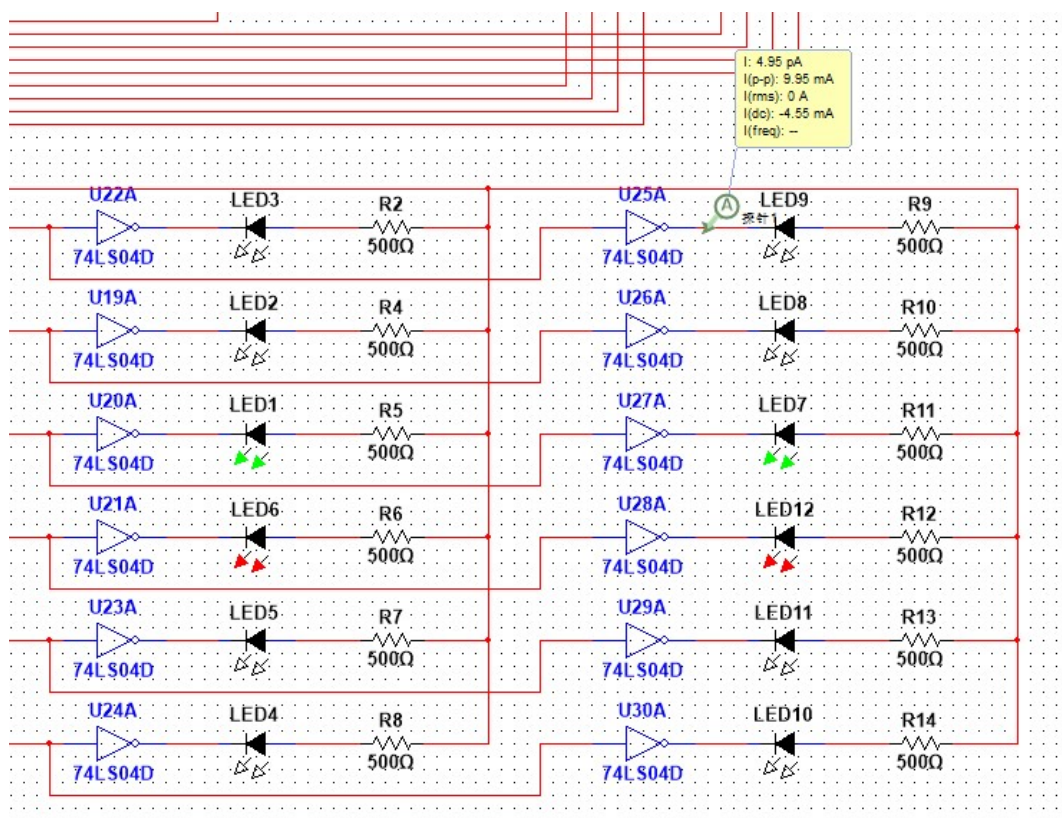 I: 4.95 pA
I(p-p): 9.95 mA
I(rms): 0 A
I(dc): -4.55 mA
I(freq): --
U22A
LED3
R2
U25A
A
LED9
R9
探针1
74LS04D
500Ω
74LS04D
500Ω
U19A
LED2
R4
U26A
LED8
R10
74LS04D
500Ω
74LS04D
500Ω
U20A
LED1
R5
U27A
LED7
R11
74LS04D
500Ω
74LS04D
500Ω
U21A
LED6
R6
U28A
LED12
R12
74LS04D
500Ω
74LS04D
500Ω
U23A
LED5
R7
U29A
LED11
R13
74LS04D
500Ω
74LS04D
500Ω
U24A
LED4
R8
U30A
LED10
R14
74LS04D
500Ω
74LS04D
500Ω